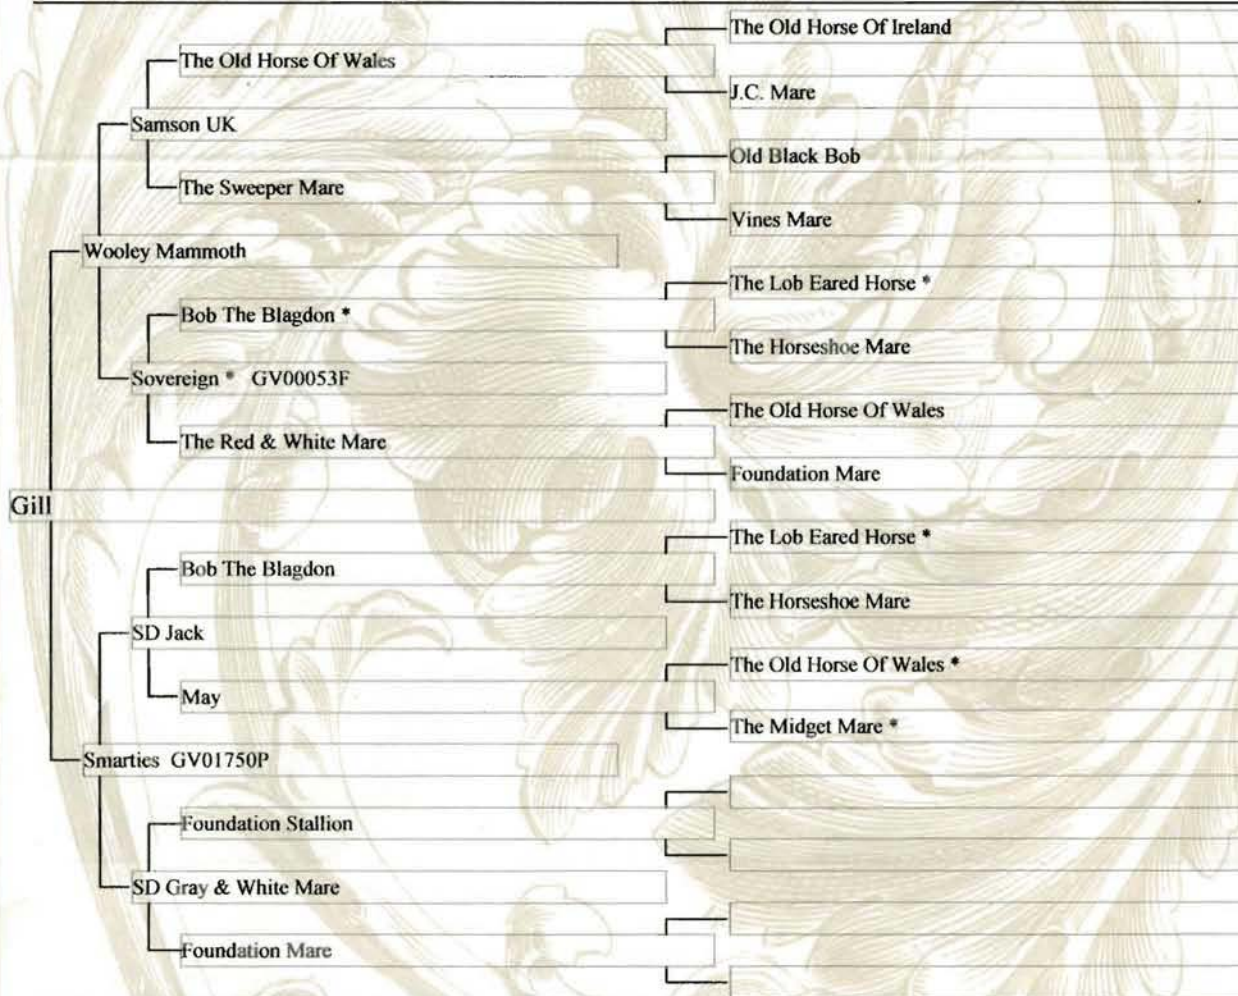 The Old Horse Of Ireland
The Old Horse Of Wales
J.C. Mare
Samson UK
Old Black Bob
The Sweeper Mare
Vines Mare
Wooley Mammoth
The Lob Eared Horse *
Bob The Blagdon *
The Horseshoe Mare
Sovereign * GV00053F
The Old Horse Of Wales
The Red & White Mare
Foundation Mare
Gill
The Lob Eared Horse *
Bob The Blagdon
The Horseshoe Mare
SD Jack
The Old Horse Of Wales *
May
The Midget Mare *
Smarties GV01750P
Foundation Stallion
SD Gray & White Mare
Foundation Mare